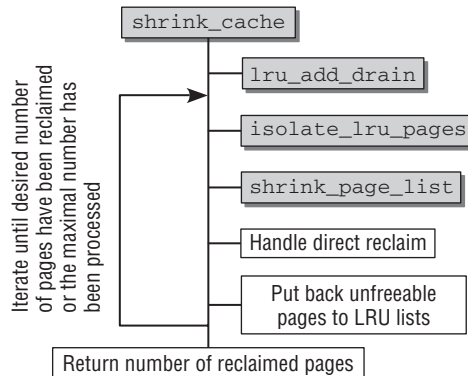 shrink_cache
lru_add_drain
isolate_lru_pages
shrink_page_list
Handle direct reclaim
Put back unfreeable
pages to LRU lists
Return number of reclaimed pages
Iterate until desired number
of pages have been reclaimed
or the maximal number has
been processed